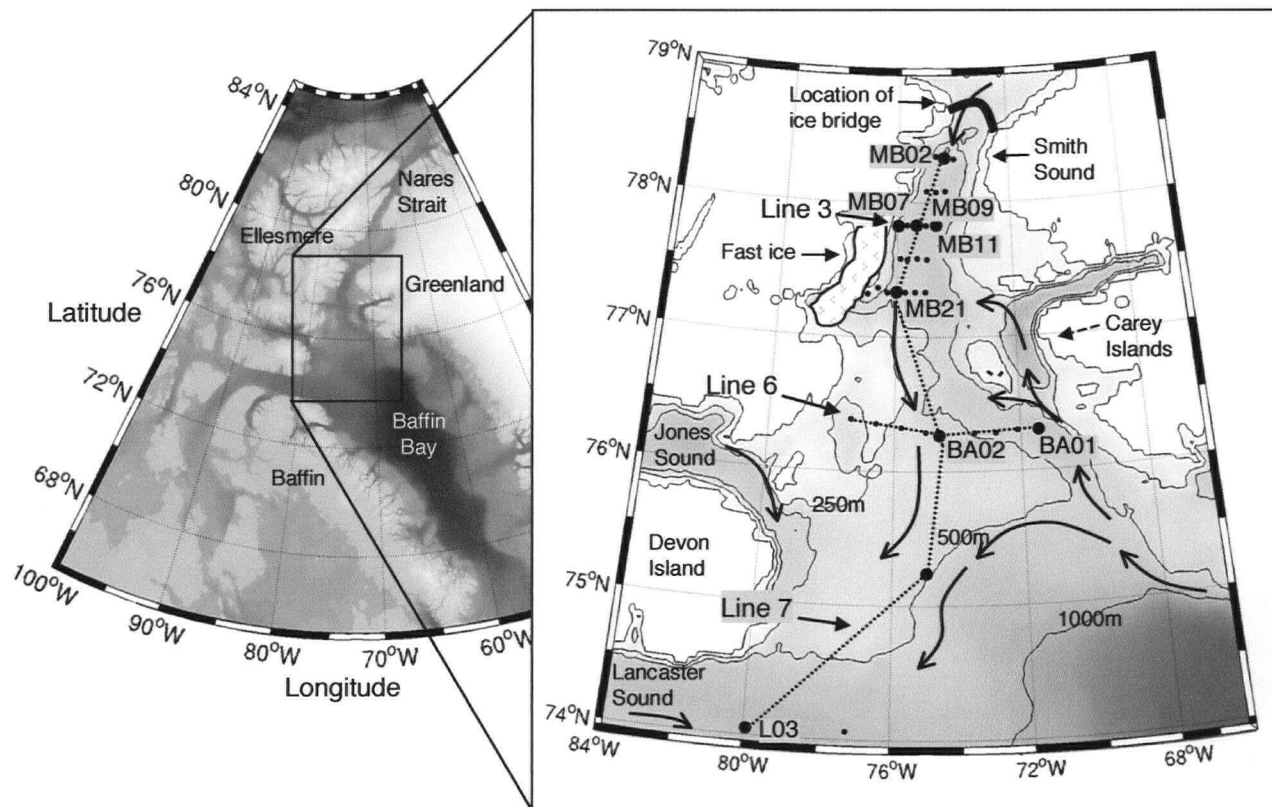 84°N
80°N
76°N
72°N
68°N
Latitude
100°W
90°W
80°W
70°W
60°W
Longitude
Nares
Strait
Ellesmere
Greenland
Baffin
Bay
Baffin
79°N
78°N
77°N
76°N
75°N
74°N
84°W
80°W
76°W
72°W
68°W
Location of
ice bridge
Smith
Sound
MB02
MB07
MB09
Line 3
MB11
Fast ice
MB21
Carey
Islands
Line 6
Jones
Sound
BA02
BA01
250m
500m
Devon
Island
Line 7
1000m
Lancaster
Sound
L03